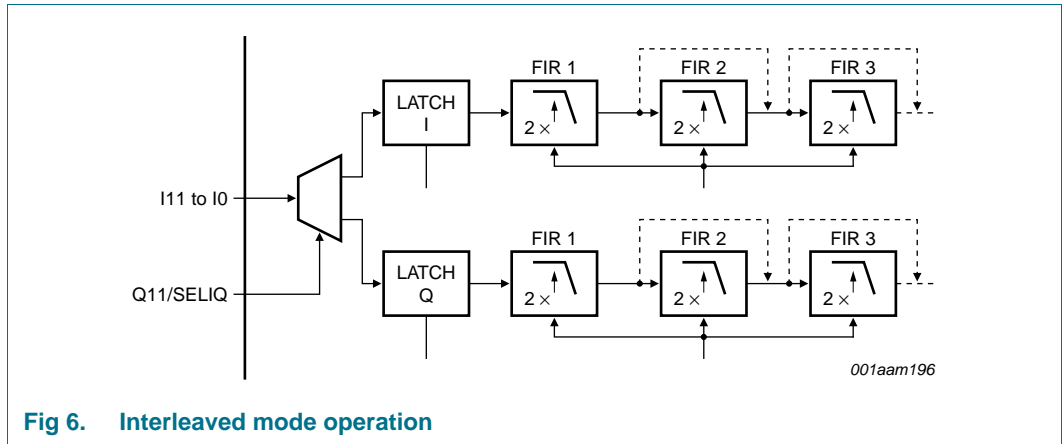 FIR 1
FIR 2
FIR 3
LATCH
I
2 ×
2 ×
2 ×
I11 to I0
FIR 1
FIR 2
FIR 3
LATCH
Q
Q11/SELIQ
2 ×
2 ×
2 ×
001aam196
Fig 6. Interleaved mode operation